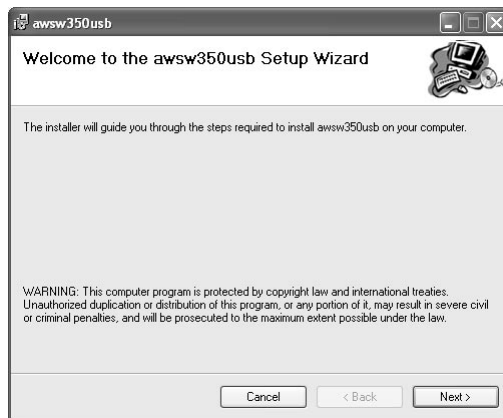 awsw350usb
Welcome to the awsw350usb Setup Wizard
The installer will guide you through the steps required to install awsw350usb on your computer.
WARNING: This computer program is protected by copyright law and international treaties.
Unauthorized duplication or distribution of this program, or any portion of it, may result in severe civil
or criminal penalties, and will be prosecuted to the maximum extent possible under the law.
Cancel
< Back
Next >